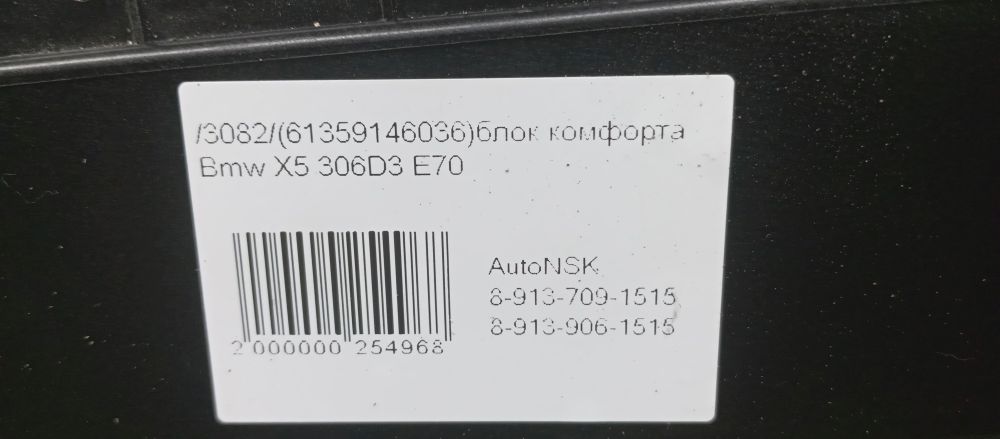 /3082/(61359146036)блок комфорта
Bmw X5 306D3 E70
AutoNSK
8-913-709-1515
8-913-906-1515
2 000000 254968